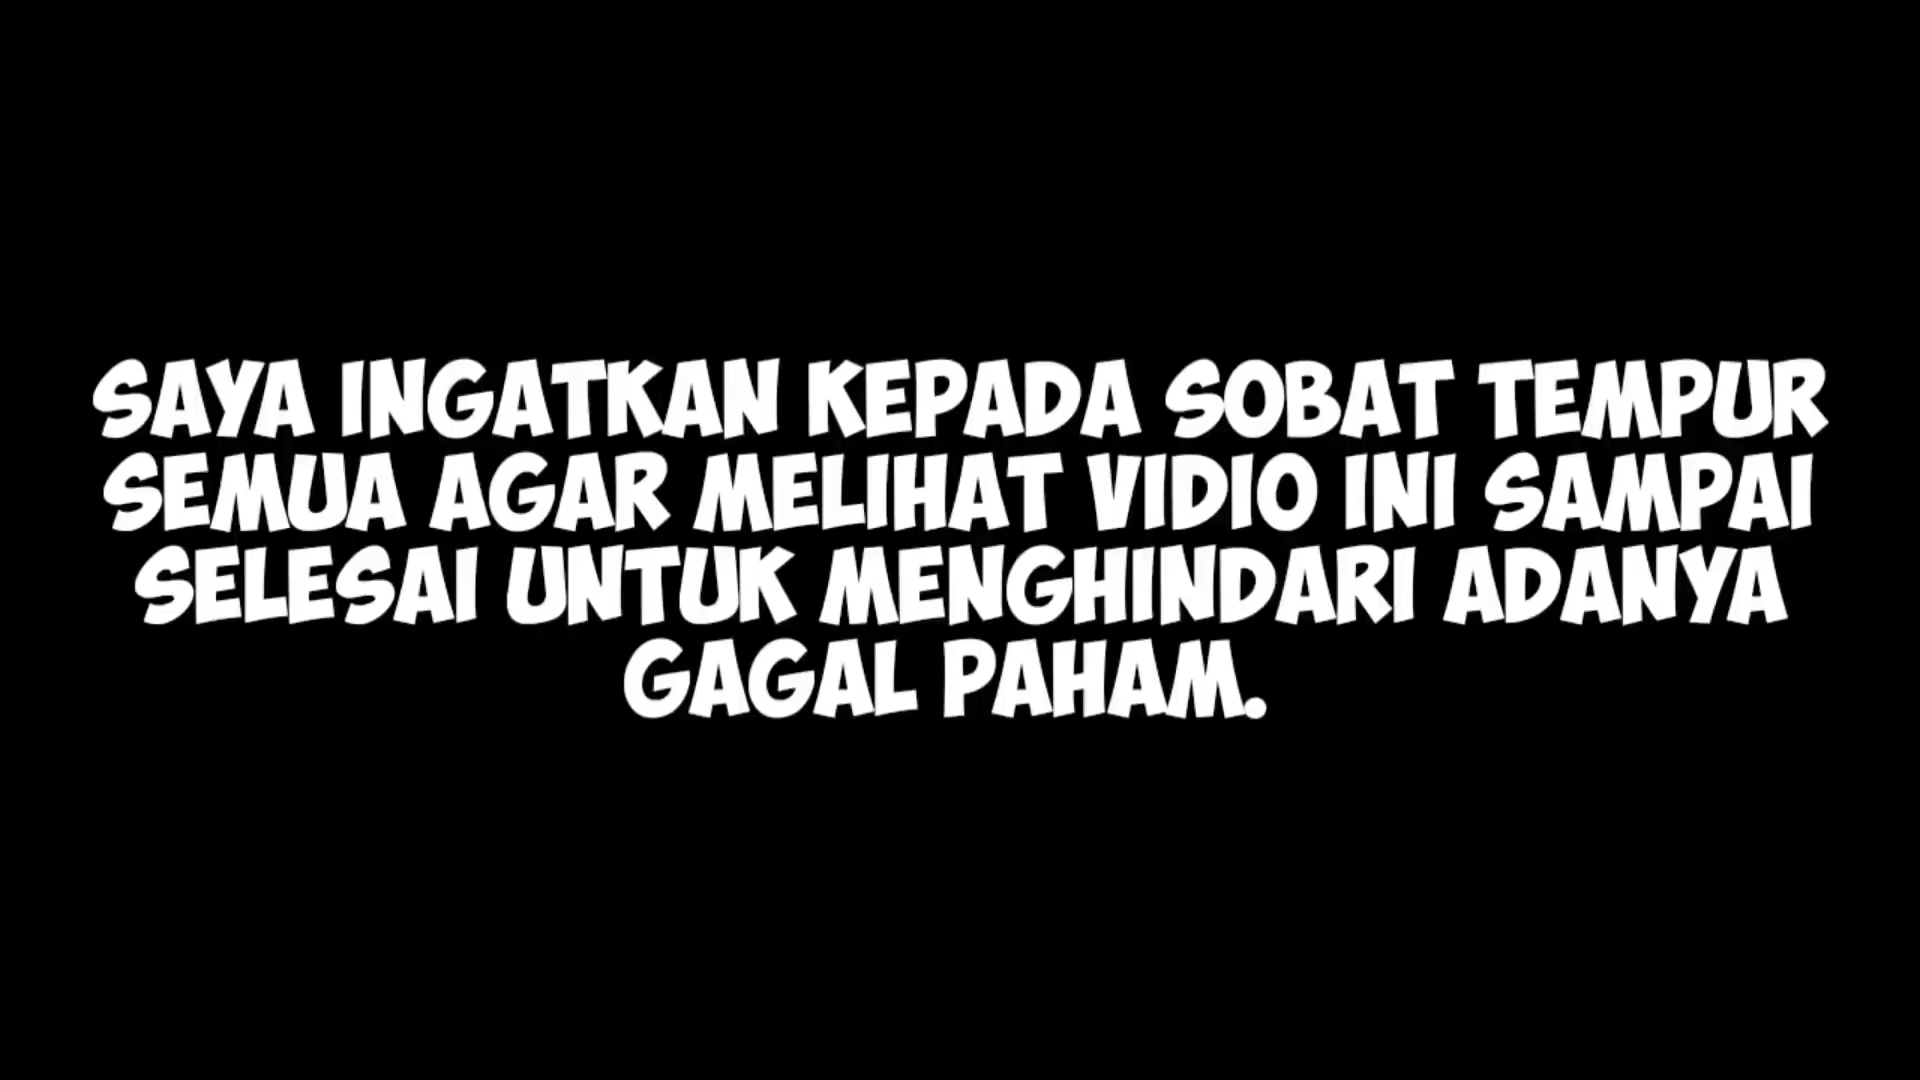 SAYA INGATKAN KEPADA SOBAT TEMPUR
SEMUA AGAR MELIHAT VIDIO INI SAMPAI
SELESAI UNTUK MENGHINDARI ADANYA
GAGAL PAHAM.